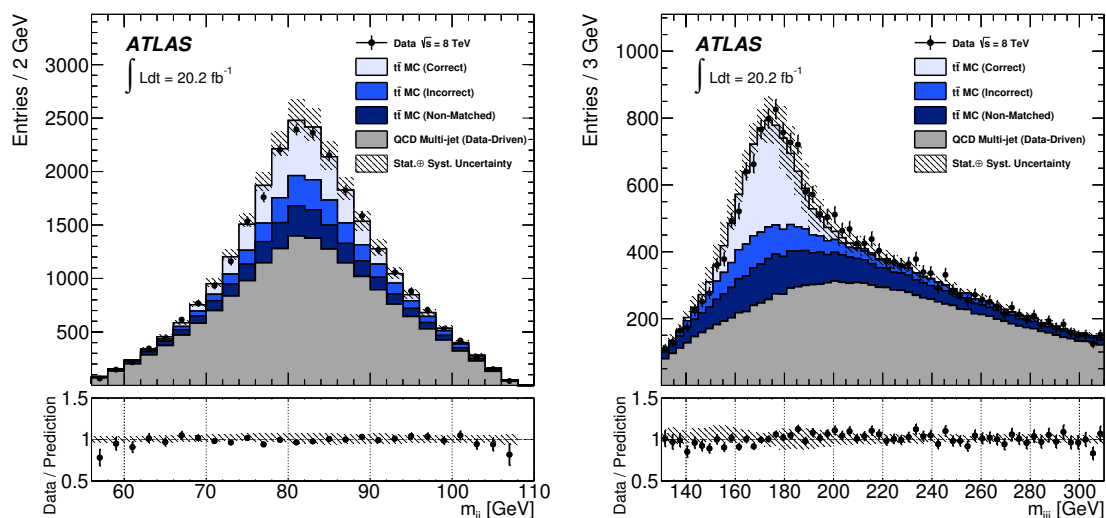 Entries / 2 GeV
3000
2500
2000
1500
1000
500
ATLAS
∫ Ldt = 20.2 fb⁻¹
Data √s = 8 TeV
tt̄ MC (Correct)
tt̄ MC (Incorrect)
tt̄ MC (Non-Matched)
QCD Multi-jet (Data-Driven)
Stat.⊕ Syst. Uncertainty
Data / Prediction
1.5
1
0.5
60 70 80 90 100 110
m_jj [GeV]
Entries / 3 GeV
1000
800
600
400
200
ATLAS
∫ Ldt = 20.2 fb⁻¹
Data √s = 8 TeV
tt̄ MC (Correct)
tt̄ MC (Incorrect)
tt̄ MC (Non-Matched)
QCD Multi-jet (Data-Driven)
Stat.⊕ Syst. Uncertainty
Data / Prediction
1.5
1
0.5
140 160 180 200 220 240 260 280 300
m_jjj [GeV]